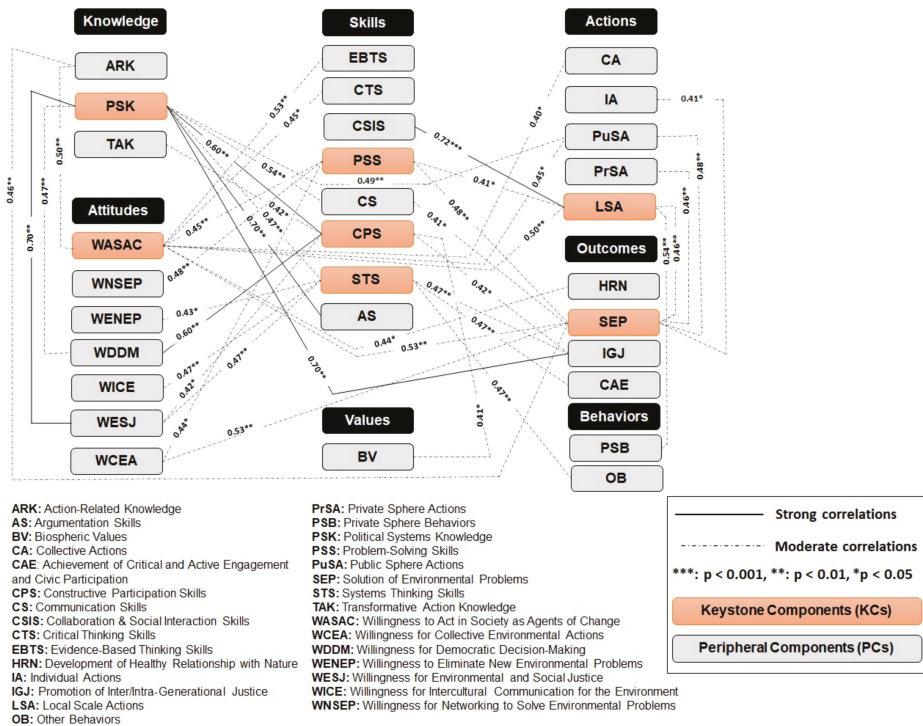 Knowledge
Skills
Actions
ARK
PSK
TAK
EBTS
CTS
CSIS
PSS
CS
CPS
STS
AS
CA
IA
PuSA
PrSA
LSA
Attitudes
WASAC
WNSEP
WENEP
WDDM
WICE
WESJ
WCEA
Values
BV
Outcomes
HRN
SEP
IGJ
CAE
Behaviors
PSB
OB
0.53**
0.45*
0.60**
0.54**
0.72***
0.49**
0.41*
0.40*
0.45*
0.41*
0.48**
0.50**
0.46**
0.50**
0.47**
0.46**
0.70**
0.42*
0.47**
0.70**
0.45**
0.48**
0.41*
0.48**
0.54**
0.46**
0.43*
0.60**
0.47**
0.42*
0.47**
0.44*
0.53**
0.47**
0.42*
0.47**
0.44*
0.53**
0.70**
0.41*
0.47**
ARK: Action-Related Knowledge
AS: Argumentation Skills
BV: Biospheric Values
CA: Collective Actions
CAE: Achievement of Critical and Active Engagement
and Civic Participation
CPS: Constructive Participation Skills
CS: Communication Skills
CSIS: Collaboration & Social Interaction Skills
CTS: Critical Thinking Skills
EBTS: Evidence-Based Thinking Skills
HRN: Development of Healthy Relationship with Nature
IA: Individual Actions
IGJ: Promotion of Inter/Intra-Generational Justice
LSA: Local Scale Actions
OB: Other Behaviors
PrSA: Private Sphere Actions
PSB: Private Sphere Behaviors
PSK: Political Systems Knowledge
PSS: Problem-Solving Skills
PuSA: Public Sphere Actions
SEP: Solution of Environmental Problems
STS: Systems Thinking Skills
TAK: Transformative Action Knowledge
WASAC: Willingness to Act in Society as Agents of Change
WCEA: Willingness for Collective Environmental Actions
WDDM: Willingness for Democratic Decision-Making
WENEP: Willingness to Eliminate New Environmental Problems
WESJ: Willingness for Environmental and Social Justice
WICE: Willingness for Intercultural Communication for the Environment
WNSEP: Willingness for Networking to Solve Environmental Problems
Strong correlations
Moderate correlations
***: p < 0.001, **: p < 0.01, *p < 0.05
Keystone Components (KCs)
Peripheral Components (PCs)